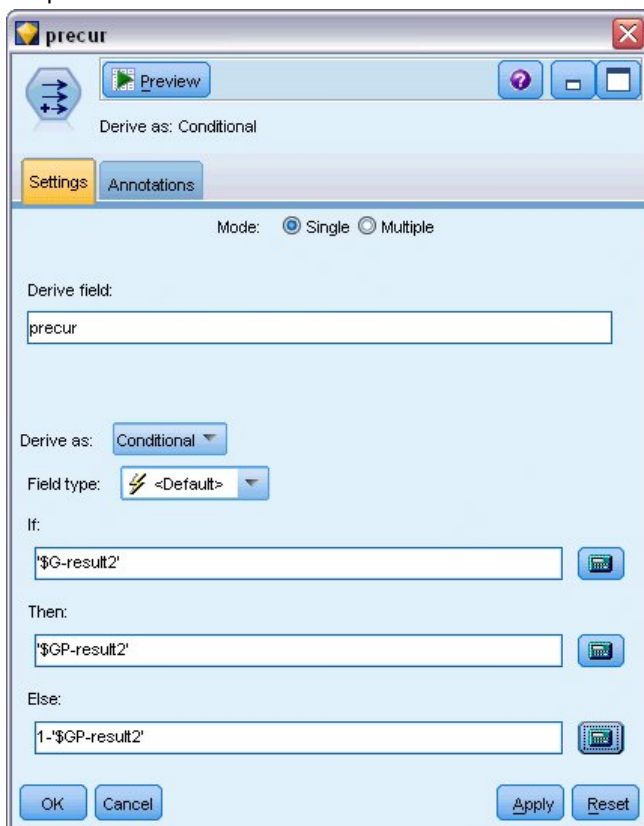 precur
Preview
Derive as: Conditional
Settings Annotations
Mode: Single Multiple
Derive field:
precur
Derive as: Conditional
Field type: <Default>
If:
'$G-result2'
Then:
'$GP-result2'
Else:
1-'$GP-result2'
OK Cancel Apply Reset